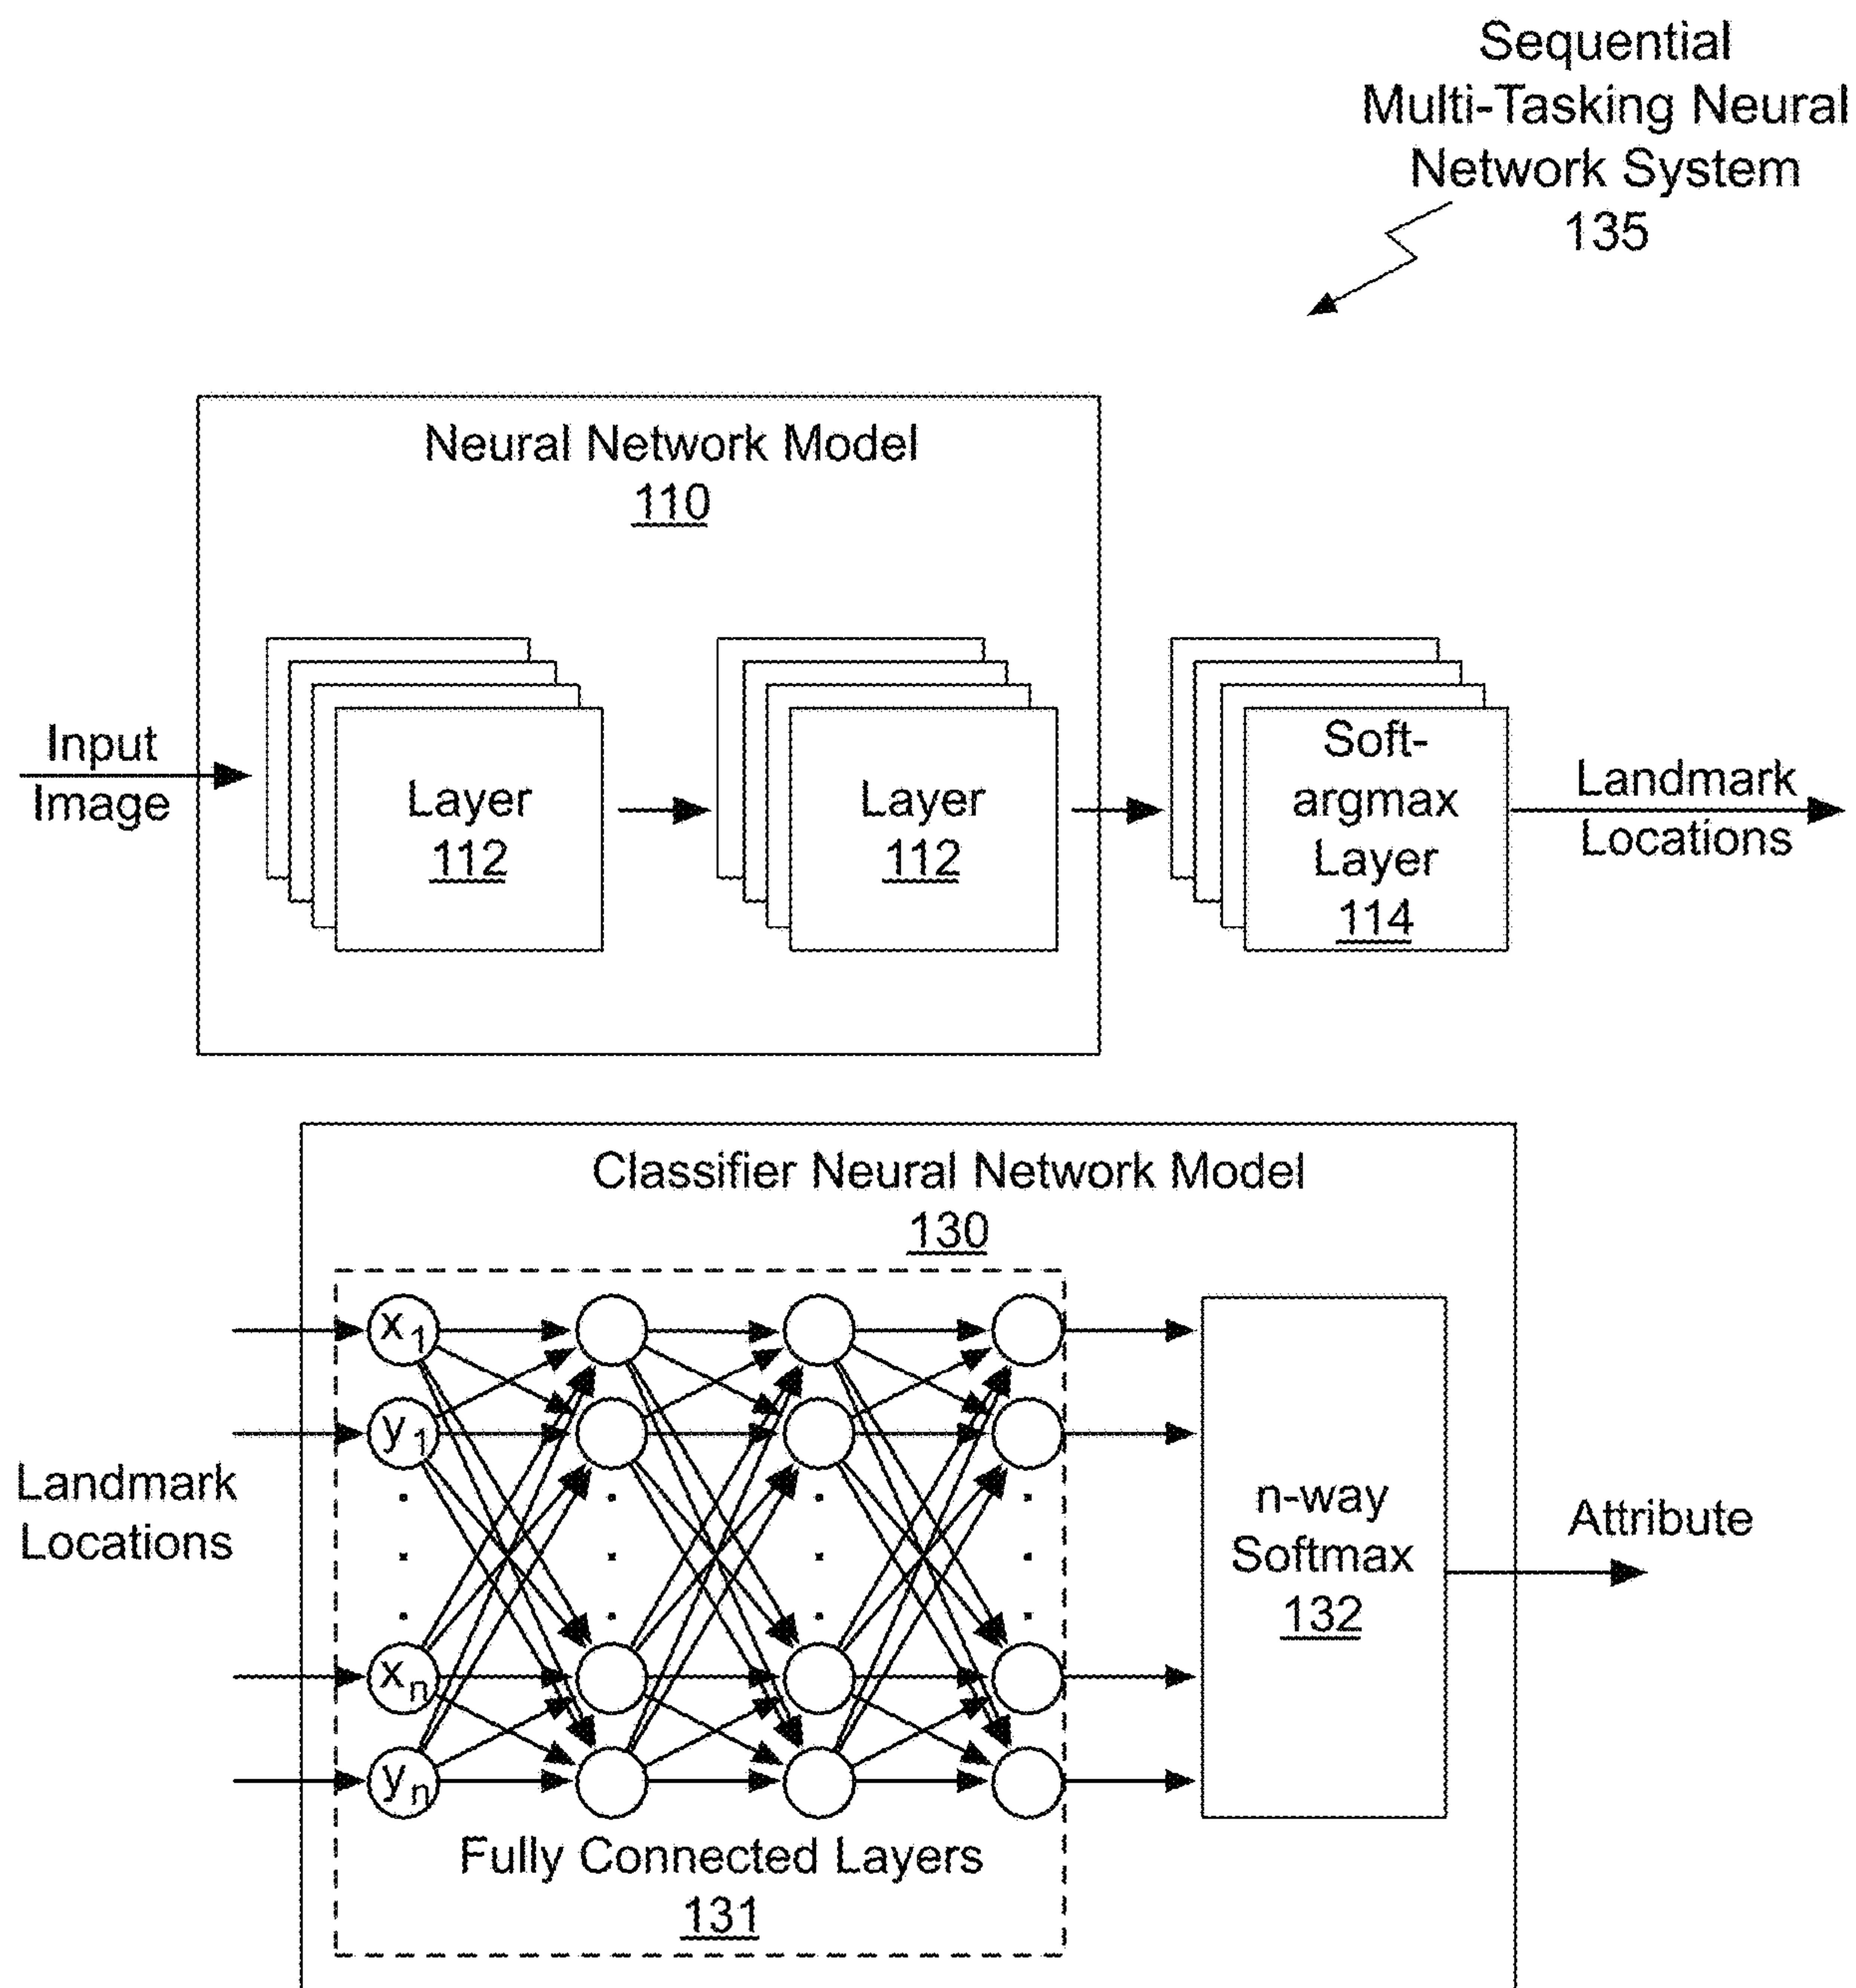 Sequential
Multi-Tasking Neural
Network System
135
Neural Network Model
110
Input
Image
Layer
112
Layer
112
Soft-
argmax
Layer
114
Landmark
Locations
Classifier Neural Network Model
130
Landmark
Locations
x1
y1
xn
yn
Fully Connected Layers
131
n-way
Softmax
132
Attribute